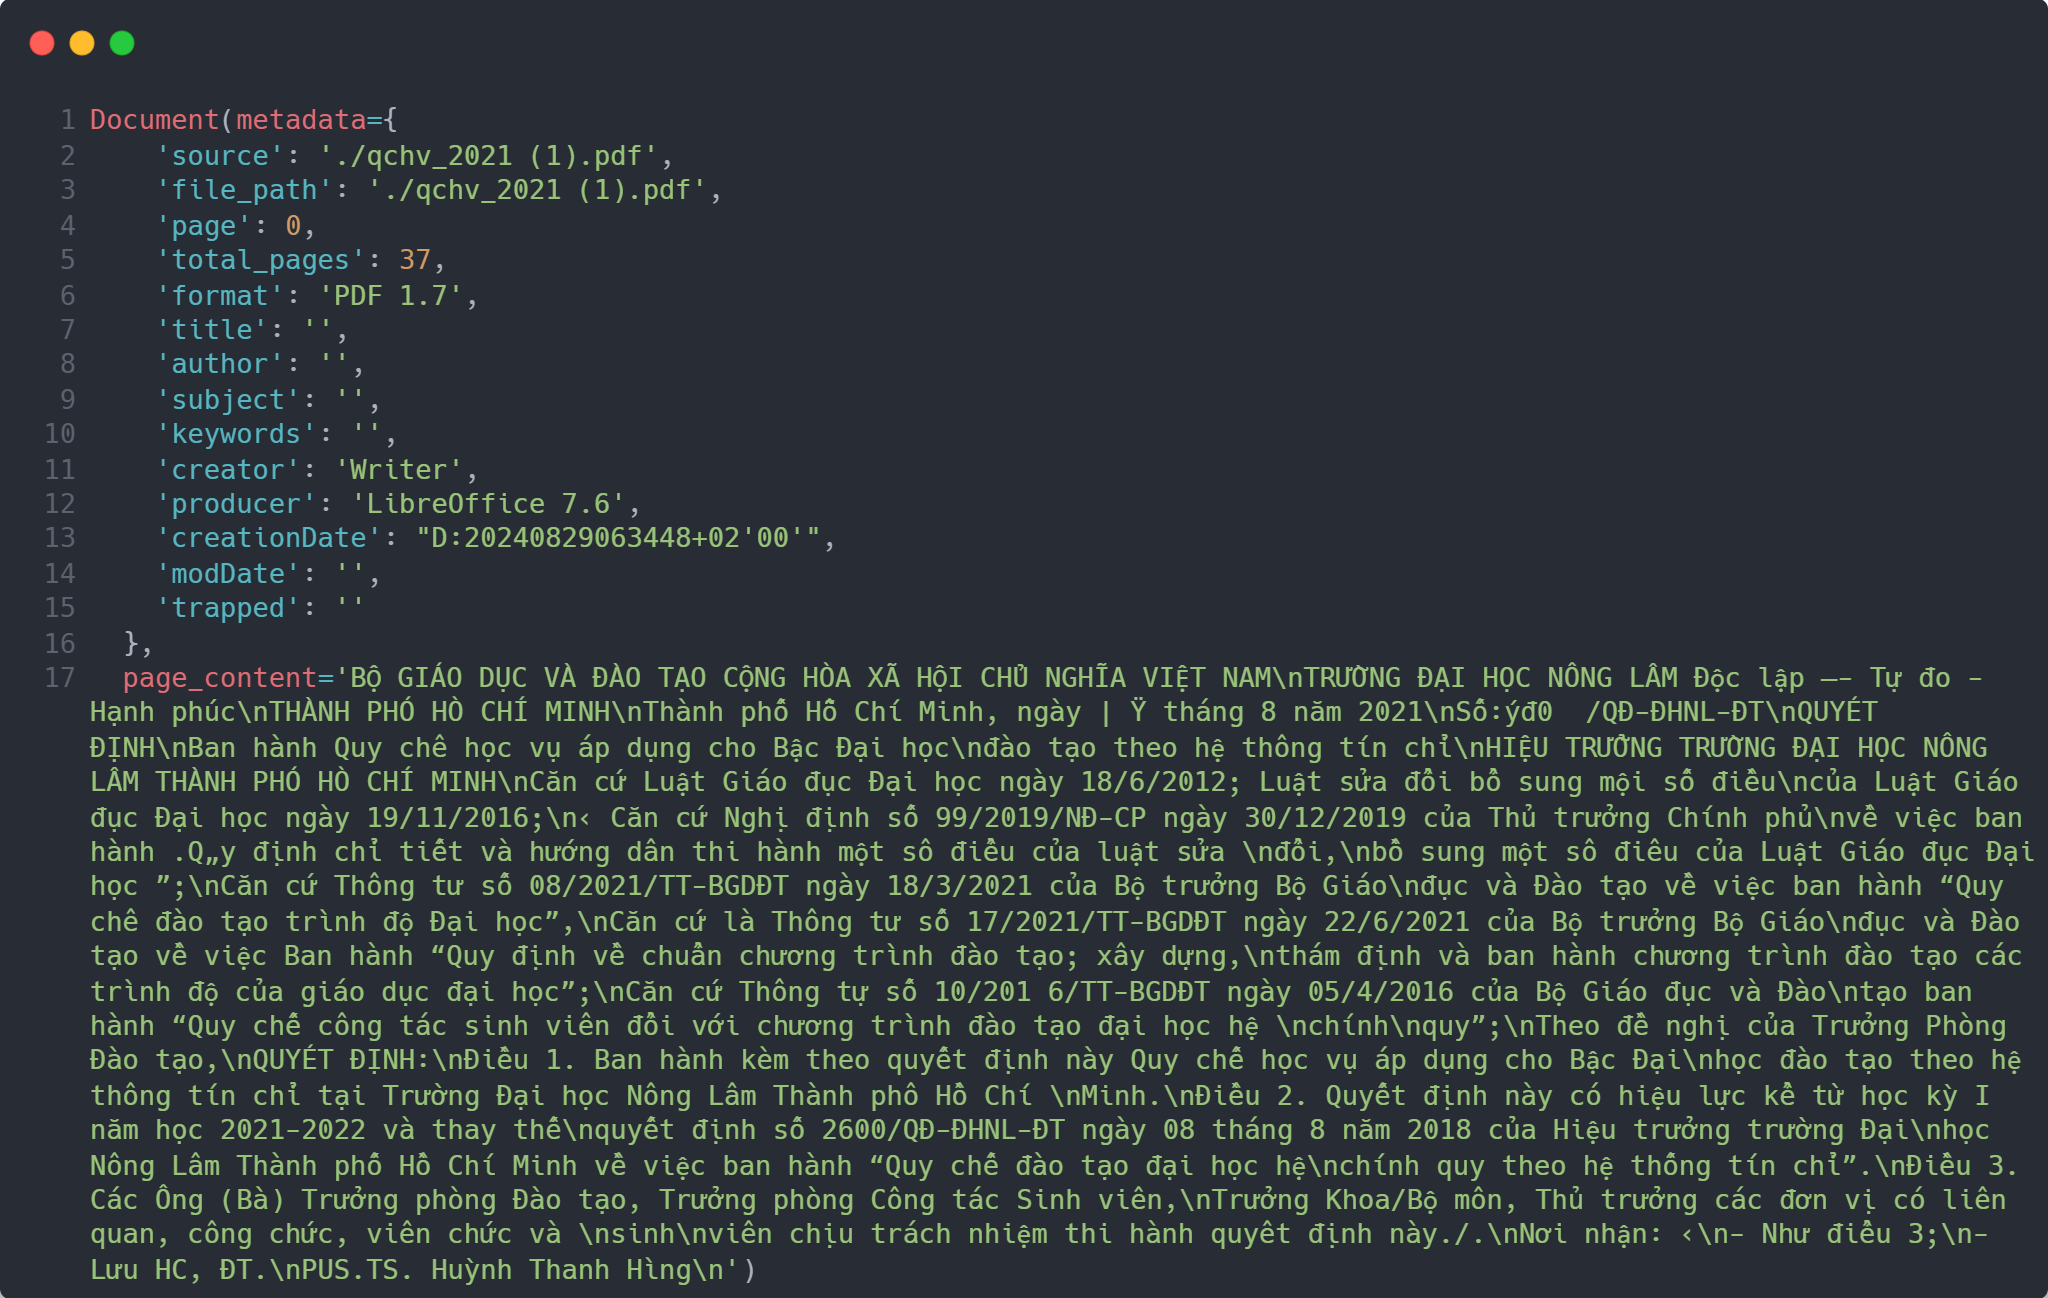 1 Document(metadata={
2 'source': './qchv_2021 (1).pdf',
3 'file_path': './qchv_2021 (1).pdf',
4 'page': 0,
5 'total_pages': 37,
6 'format': 'PDF 1.7',
7 'title': '',
8 'author': '',
9 'subject': '',
10 'keywords': '',
11 'creator': 'Writer',
12 'producer': 'LibreOffice 7.6',
13 'creationDate': "D:20240829063448+02'00'",
14 'modDate': '',
15 'trapped': ''
16 },
17 page_content='BỘ GIÁO DỤC VÀ ĐÀO TẠO CỘNG HÒA XÃ HỘI CHỦ NGHĨA VIỆT NAM\nTRƯỜNG ĐẠI HỌC NÔNG LÂM Độc lập —- Tự đo -
Hạnh phúc\nTHÀNH PHÓ HÒ CHÍ MINH\nThành phố Hồ Chí Minh, ngày | Ÿ tháng 8 năm 2021\nSố:ýđ0  /QĐ-ĐHNL-ĐT\nQUYÉT
ĐỊNH\nBan hành Quy chê học vụ áp dụng cho Bậc Đại học\nđào tạo theo hệ thông tín chỉ\nHIỆU TRƯỞNG TRƯỜNG ĐẠI HỌC NÔNG
LÂM THÀNH PHÓ HÒ CHÍ MINH\nCăn cứ Luật Giáo đục Đại học ngày 18/6/2012; Luật sửa đổi bổ sung mội số điều\ncủa Luật Giáo
đục Đại học ngày 19/11/2016;\n‹ Căn cứ Nghị định số 99/2019/NĐ-CP ngày 30/12/2019 của Thủ trưởng Chính phủ\nvề việc ban
hành .Q„y định chỉ tiết và hướng dân thi hành một sô điều của luật sửa \nđổi,\nbổ sung một sô điêu của Luật Giáo đục Đại
học ”;\nCăn cứ Thông tư số 08/2021/TT-BGDĐT ngày 18/3/2021 của Bộ trưởng Bộ Giáo\nđục và Đào tạo về việc ban hành “Quy
chê đào tạo trình độ Đại học”,\nCăn cứ là Thông tư số 17/2021/TT-BGDĐT ngày 22/6/2021 của Bộ trưởng Bộ Giáo\nđục và Đào
tạo về việc Ban hành “Quy định về chuẩn chương trình đào tạo; xây dựng,\nthám định và ban hành chương trình đào tạo các
trình độ của giáo dục đại học”;\nCăn cứ Thông tự số 10/201 6/TT-BGDĐT ngày 05/4/2016 của Bộ Giáo đục và Đào\ntạo ban
hành “Quy chế công tác sinh viên đổi với chương trình đào tạo đại học hệ \nchính\nquy”;\nTheo đề nghị của Trưởng Phòng
Đào tạo,\nQUYÉT ĐỊNH:\nĐiều 1. Ban hành kèm theo quyết định này Quy chế học vụ áp dụng cho Bậc Đại\nhọc đào tạo theo hệ
thông tín chỉ tại Trường Đại học Nông Lâm Thành phô Hồ Chí \nMinh.\nĐiều 2. Quyết định này có hiệu lực kể từ học kỳ I
năm học 2021-2022 và thay thế\nquyết định số 2600/QĐ-ĐHNL-ĐT ngày 08 tháng 8 năm 2018 của Hiệu trưởng trường Đại\nhọc
Nông Lâm Thành phố Hồ Chí Minh về việc ban hành “Quy chế đào tạo đại học hệ\nchính quy theo hệ thống tín chỉ”.\nĐiều 3.
Các Ông (Bà) Trưởng phòng Đào tạo, Trưởng phòng Công tác Sinh viên,\nTrưởng Khoa/Bộ môn, Thủ trưởng các đơn vị có liên
quan, công chức, viên chức và \nsinh\nviên chịu trách nhiệm thi hành quyêt định này./.\nNơi nhận: ‹\n- Như điều 3;\n-
Lưu HC, ĐT.\nPUS.TS. Huỳnh Thanh Hìng\n')